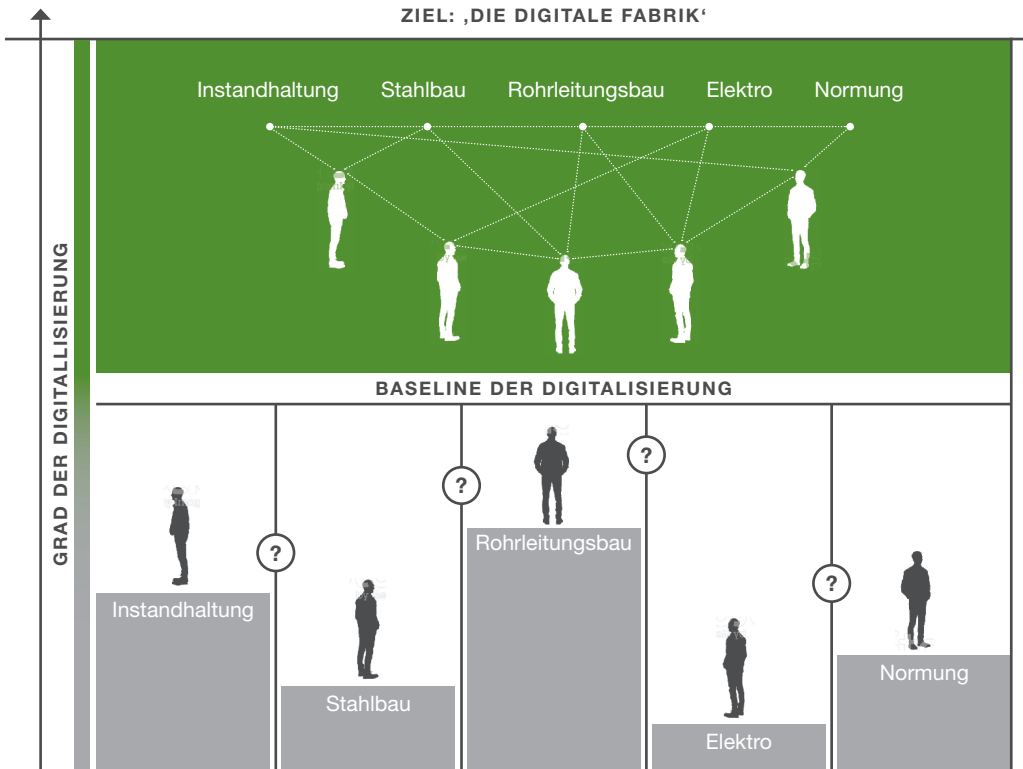 ZIEL: ‚DIE DIGITALE FABRIK‘
GRAD DER DIGITALLISIERUNG
Instandhaltung Stahlbau Rohrleitungsbau Elektro Normung
BASELINE DER DIGITALISIERUNG
?
?
?
?
Rohrleitungsbau
Instandhaltung
Normung
Stahlbau
Elektro